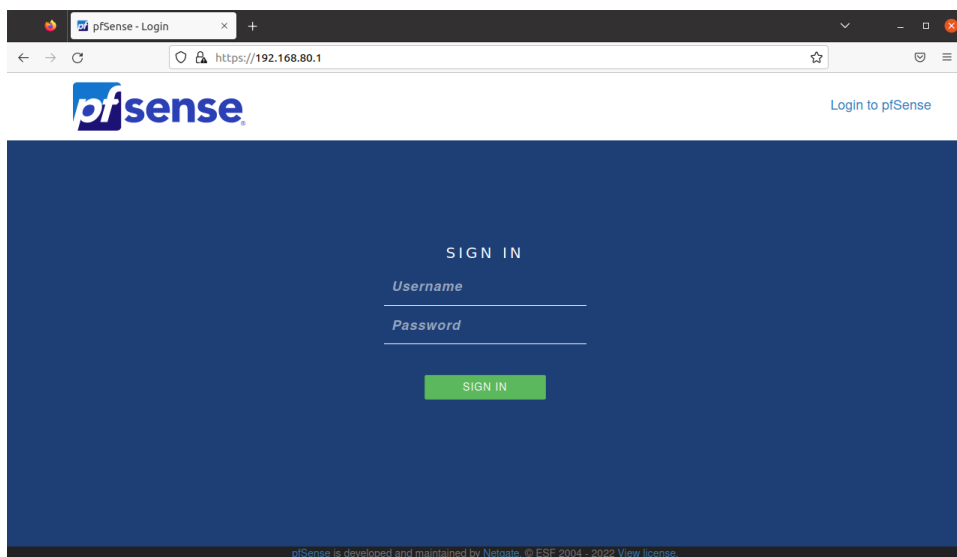 pfSense - Login
https://192.168.80.1
pfsense
Login to pfSense
SIGN IN
Username
Password
SIGN IN
pfSense is developed and maintained by Netgate. © ESF 2004 - 2022 View license.